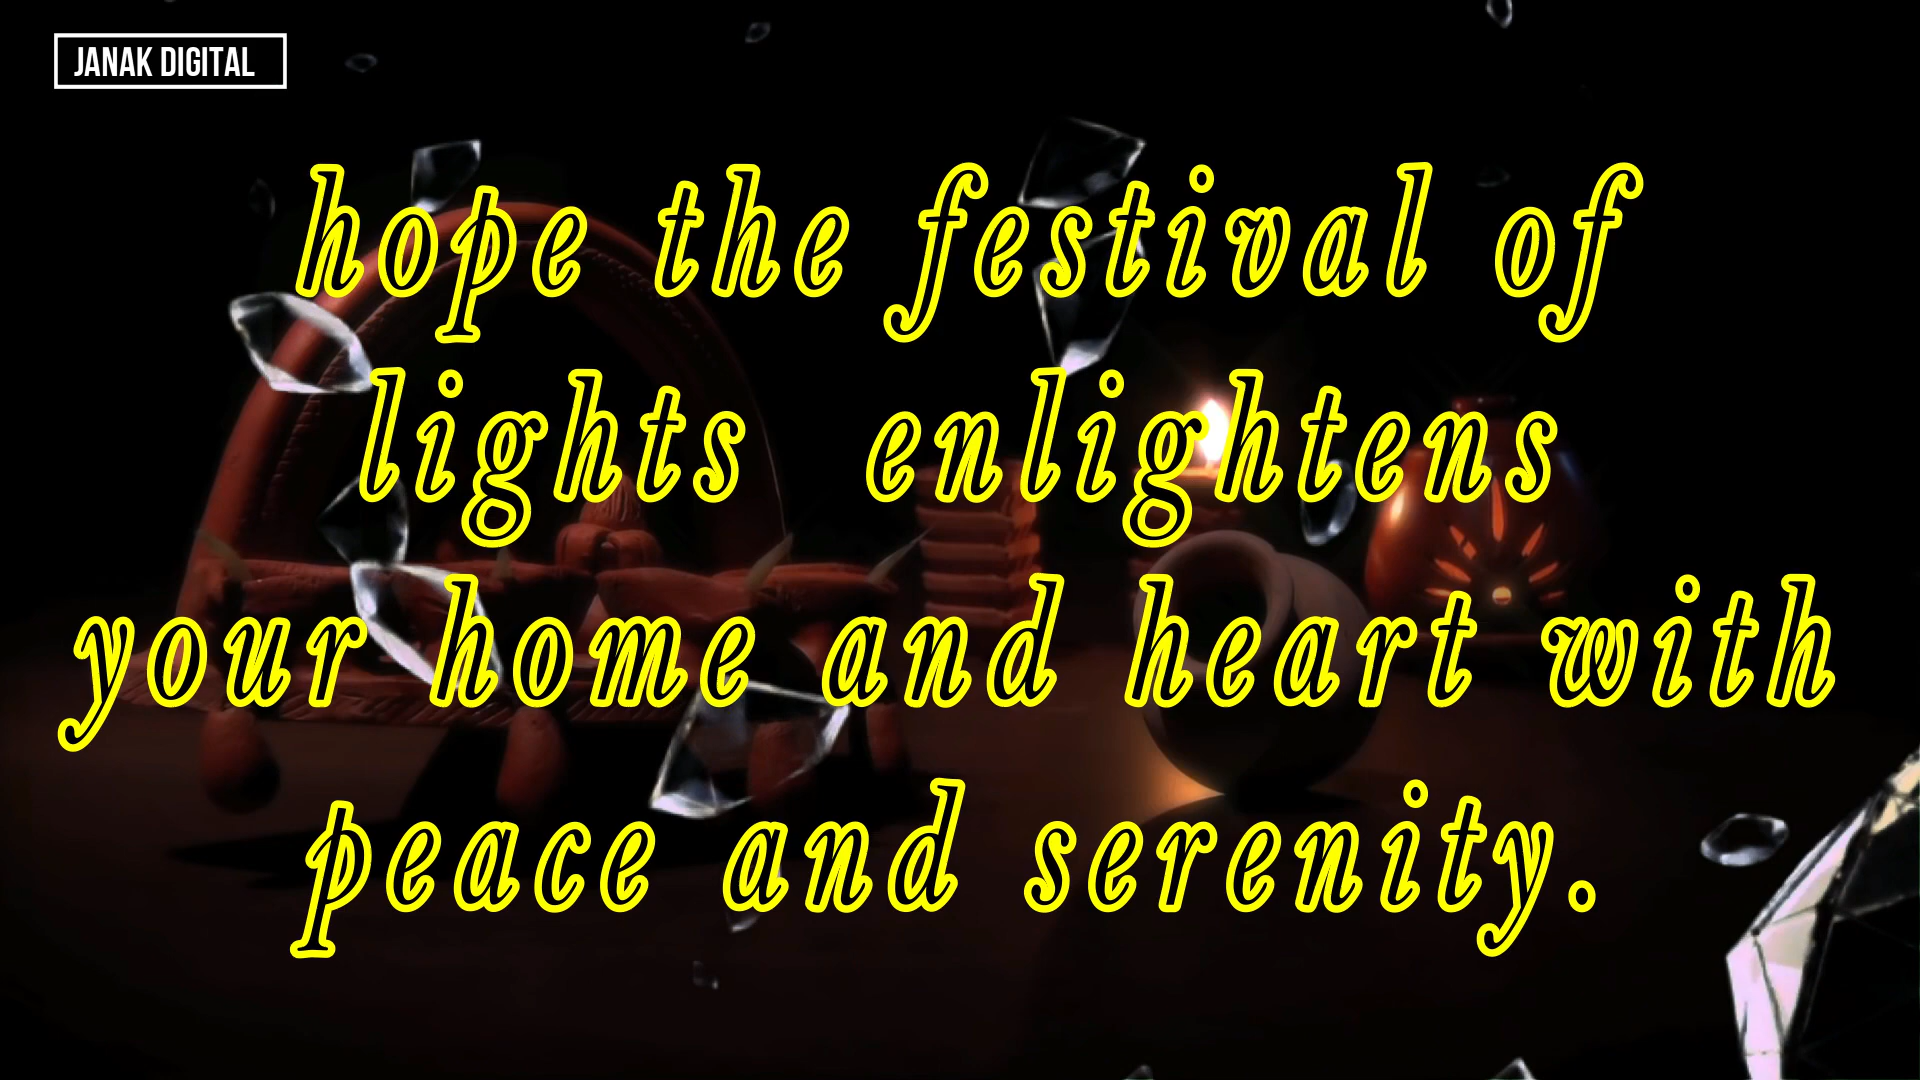 JANAK DIGITAL
hope the festival of
lights enlightens
your home and heart with
peace and serenity.